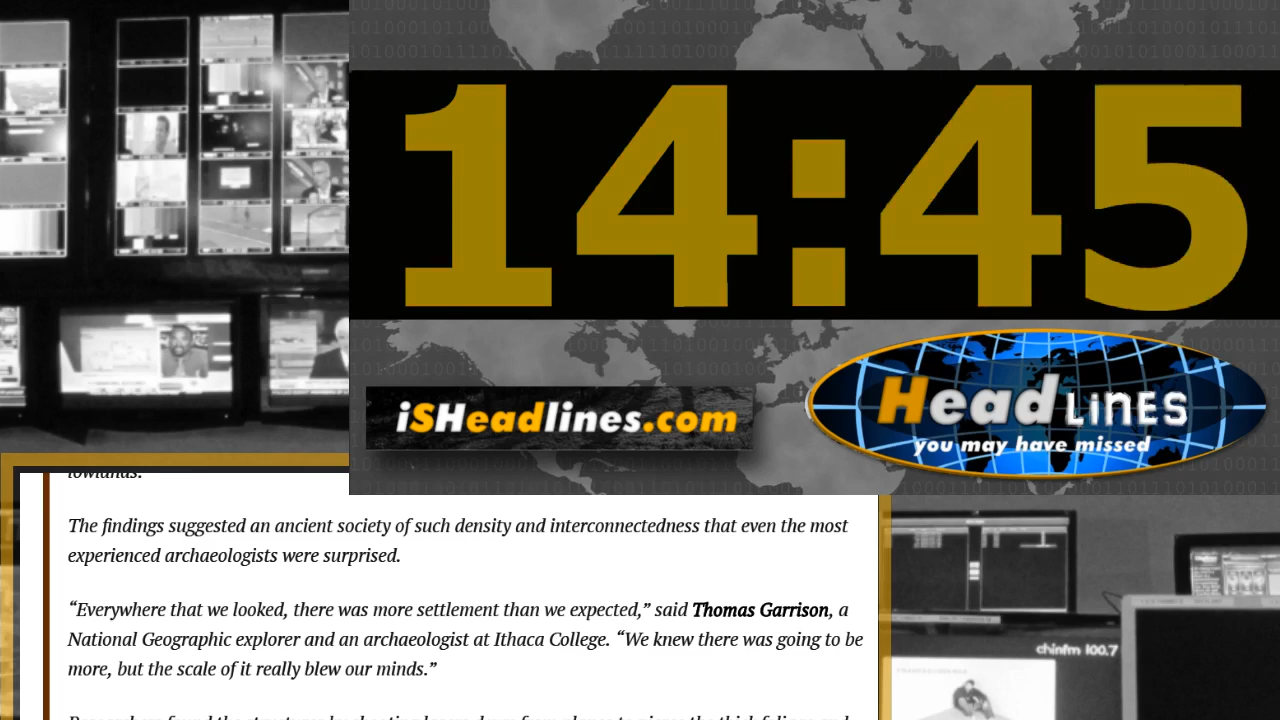 14:45
iSHeadlines.com
HeadLINES
you may have missed
lowlands.
The findings suggested an ancient society of such density and interconnectedness that even the most
experienced archaeologists were surprised.
“Everywhere that we looked, there was more settlement than we expected,” said Thomas Garrison, a
National Geographic explorer and an archaeologist at Ithaca College. “We knew there was going to be
more, but the scale of it really blew our minds.”
chinfm 100.7